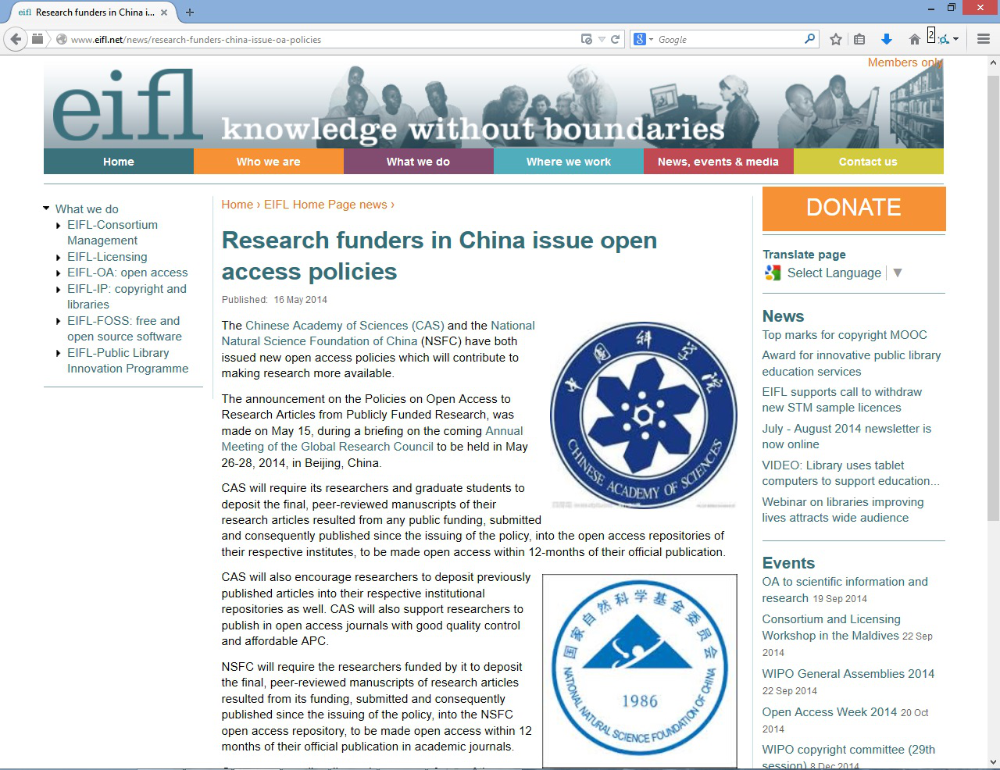 eifl Research funders in China i...
www.eifl.net/news/research-funders-china-issue-oa-policies
Google
2
Members only
eifl
knowledge without boundaries
Home
Who we are
What we do
Where we work
News, events & media
Contact us
What we do
EIFL-Consortium
Management
EIFL-Licensing
EIFL-OA: open access
EIFL-IP: copyright and
libraries
EIFL-FOSS: free and
open source software
EIFL-Public Library
Innovation Programme
Home › EIFL Home Page news ›
Research funders in China issue open
access policies
Published: 16 May 2014
The Chinese Academy of Sciences (CAS) and the National
Natural Science Foundation of China (NSFC) have both
issued new open access policies which will contribute to
making research more available.
The announcement on the Policies on Open Access to
Research Articles from Publicly Funded Research, was
made on May 15, during a briefing on the coming Annual
Meeting of the Global Research Council to be held in May
26-28, 2014, in Beijing, China.
CAS will require its researchers and graduate students to
deposit the final, peer-reviewed manuscripts of their
research articles resulted from any public funding, submitted
and consequently published since the issuing of the policy, into the open access repositories of
their respective institutes, to be made open access within 12-months of their official publication.
CAS will also encourage researchers to deposit previously
published articles into their respective institutional
repositories as well. CAS will also support researchers to
publish in open access journals with good quality control
and affordable APC.
NSFC will require the researchers funded by it to deposit
the final, peer-reviewed manuscripts of research articles
resulted from its funding, submitted and consequently
published since the issuing of the policy, into the NSFC
open access repository, to be made open access within 12
months of their official publication in academic journals.
中国科学院
CHINESE ACADEMY OF SCIENCES
国家自然科学基金委员会
1986
NATIONAL NATURAL SCIENCE FOUNDATION OF CHINA
DONATE
Translate page
Select Language
News
Top marks for copyright MOOC
Award for innovative public library
education services
EIFL supports call to withdraw
new STM sample licences
July - August 2014 newsletter is
now online
VIDEO: Library uses tablet
computers to support education...
Webinar on libraries improving
lives attracts wide audience
Events
OA to scientific information and
research 19 Sep 2014
Consortium and Licensing
Workshop in the Maldives 22 Sep
2014
WIPO General Assemblies 2014
22 Sep 2014
Open Access Week 2014 20 Oct
2014
WIPO copyright committee (29th
session) 8 Dec 2014